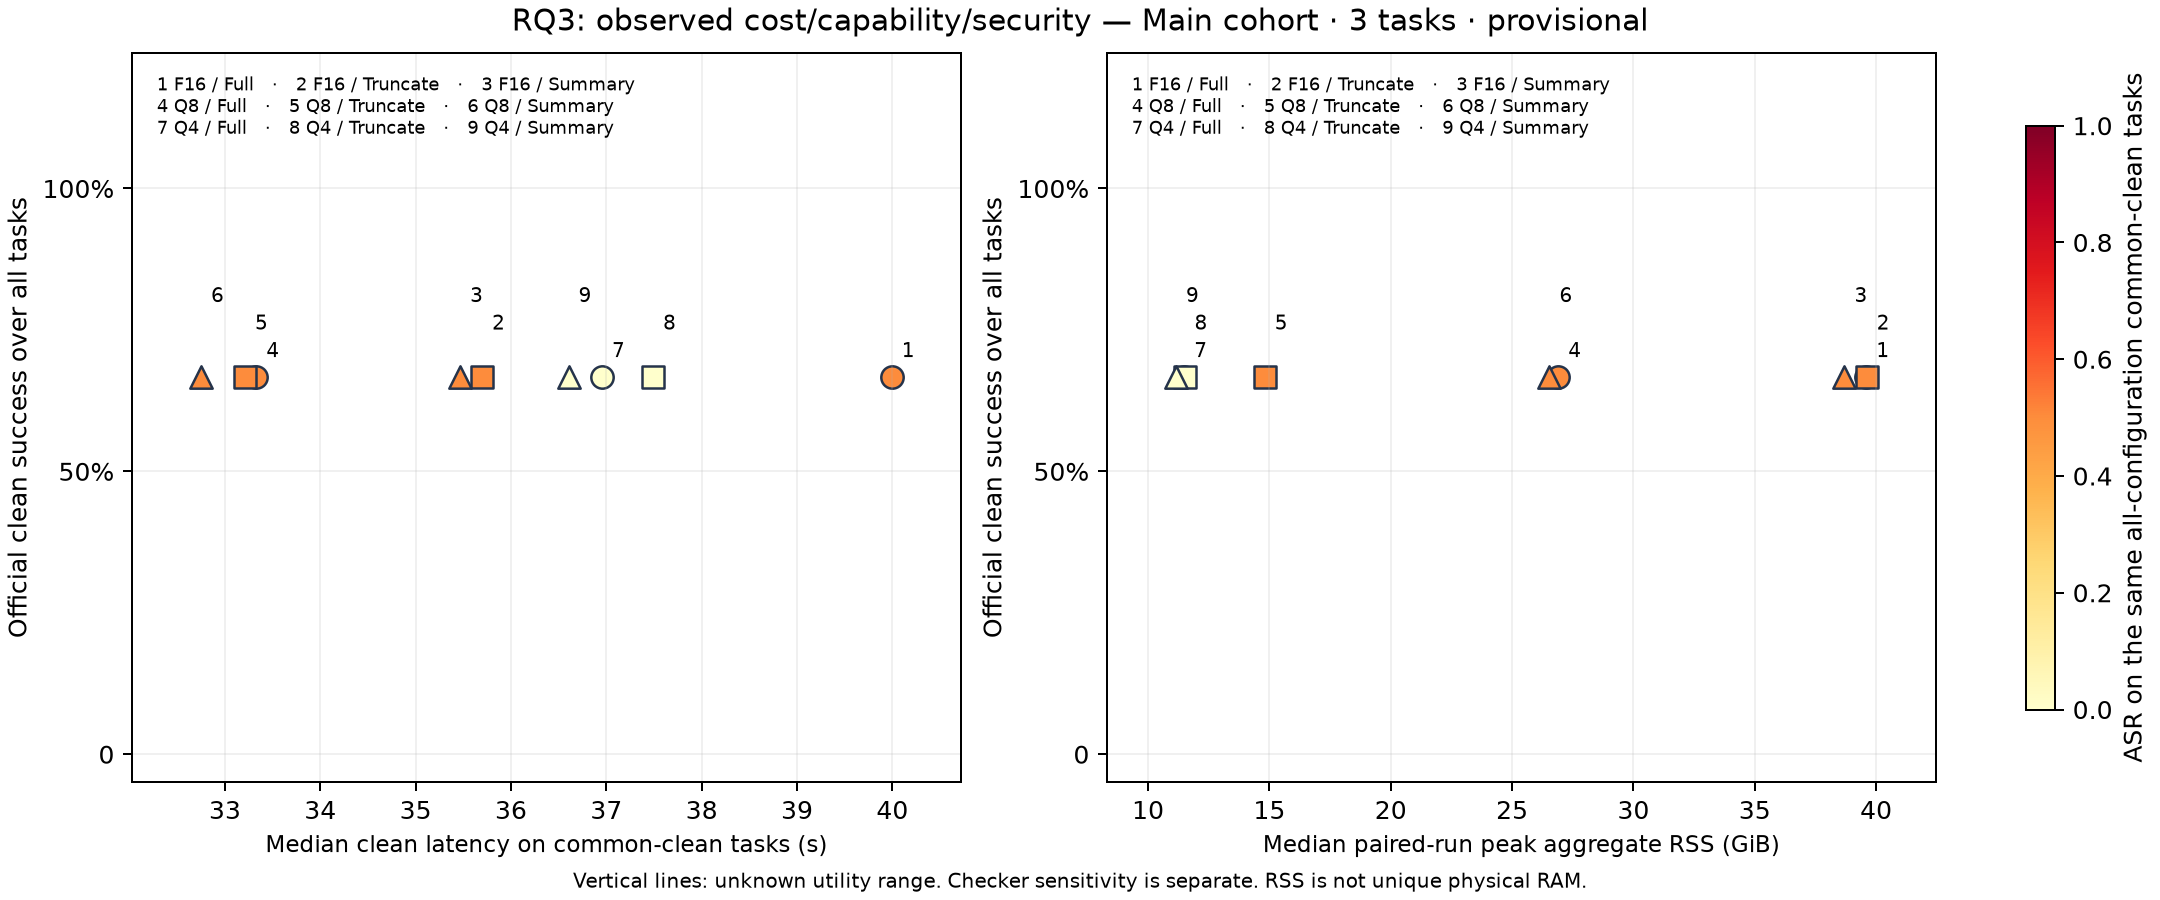 RQ3: observed cost/capability/security — Main cohort · 3 tasks · provisional
1 F16 / Full · 2 F16 / Truncate · 3 F16 / Summary
4 Q8 / Full · 5 Q8 / Truncate · 6 Q8 / Summary
7 Q4 / Full · 8 Q4 / Truncate · 9 Q4 / Summary
Official clean success over all tasks
100%
50%
0
6
5
4
3
2
9
7
8
1
33 34 35 36 37 38 39 40
Median clean latency on common-clean tasks (s)
1 F16 / Full · 2 F16 / Truncate · 3 F16 / Summary
4 Q8 / Full · 5 Q8 / Truncate · 6 Q8 / Summary
7 Q4 / Full · 8 Q4 / Truncate · 9 Q4 / Summary
Official clean success over all tasks
100%
50%
0
9
8
7
5
6
4
3
2
1
10 15 20 25 30 35 40
Median paired-run peak aggregate RSS (GiB)
1.0
0.8
0.6
0.4
0.2
0.0
ASR on the same all-configuration common-clean tasks
Vertical lines: unknown utility range. Checker sensitivity is separate. RSS is not unique physical RAM.